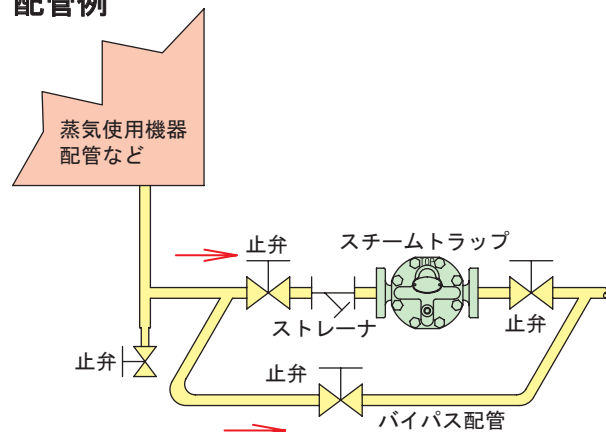 配管例
蒸気使用機器
配管など
止弁
スチームトラップ
ストレーナ
止弁
止弁
止弁
バイパス配管
TOP